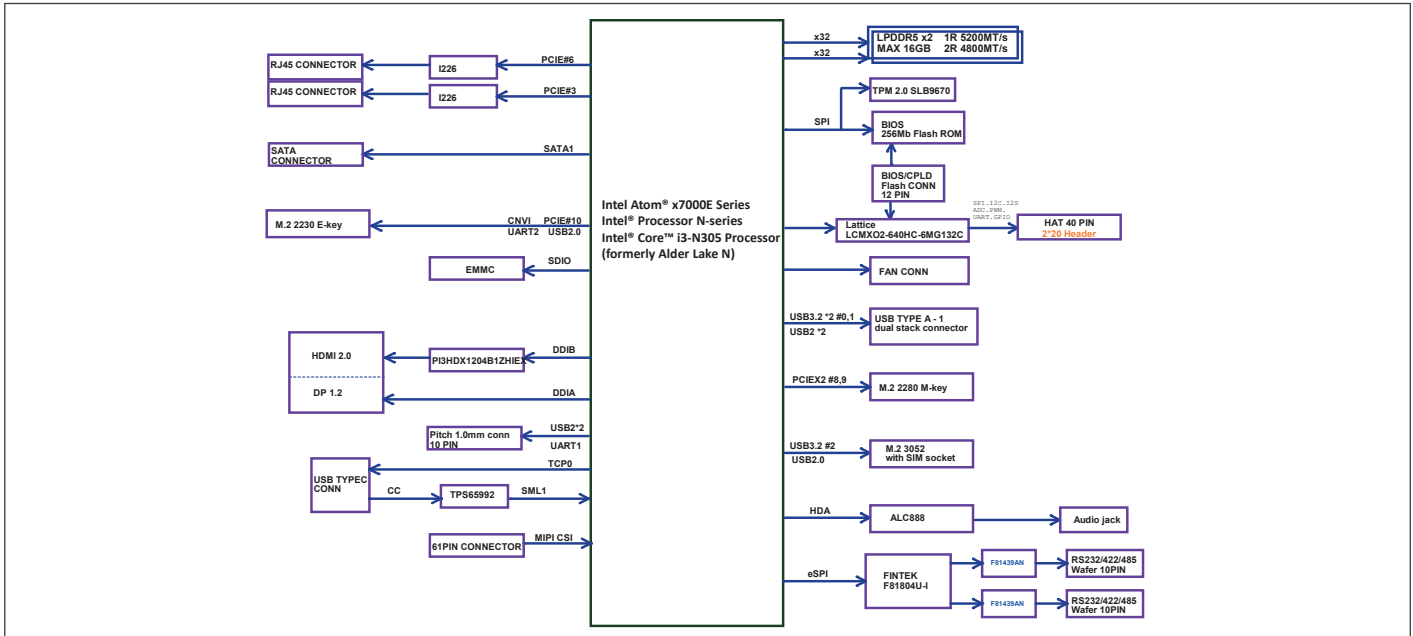 RJ45 CONNECTOR
I226
PCIE#6
RJ45 CONNECTOR
I226
PCIE#3
SATA
CONNECTOR
SATA1
M.2 2230 E-key
CNVI PCIE#10
UART2 USB2.0
EMMC
SDIO
HDMI 2.0
PI3HDX1204B1ZHIEX
DDIB
DP 1.2
DDIA
Pitch 1.0mm conn
10 PIN
USB2*2
UART1
USB TYPEC
CONN
TCP0
CC
TPS65992
SML1
61PIN CONNECTOR
MIPI CSI
Intel Atom® x7000E Series
Intel® Processor N-series
Intel® Core™ i3-N305 Processor
(formerly Alder Lake N)
x32
x32
LPDDR5 x2 1R 5200MT/s
MAX 16GB 2R 4800MT/s
TPM 2.0 SLB9670
SPI
BIOS
256Mb Flash ROM
BIOS/CPLD
Flash CONN
12 PIN
Lattice
LCMXO2-640HC-6MG132C
SPI.I2C.I2S
ADC.PWM.
UART.GPIO
HAT 40 PIN
2*20 Header
FAN CONN
USB3.2 *2 #0,1
USB2 *2
USB TYPE A - 1
dual stack connector
PCIEX2 #8,9
M.2 2280 M-key
USB3.2 #2
USB2.0
M.2 3052
with SIM socket
HDA
ALC888
Audio jack
eSPI
FINTEK
F81804U-I
F81439AN
RS232/422/485
Wafer 10PIN
F81439AN
RS232/422/485
Wafer 10PIN